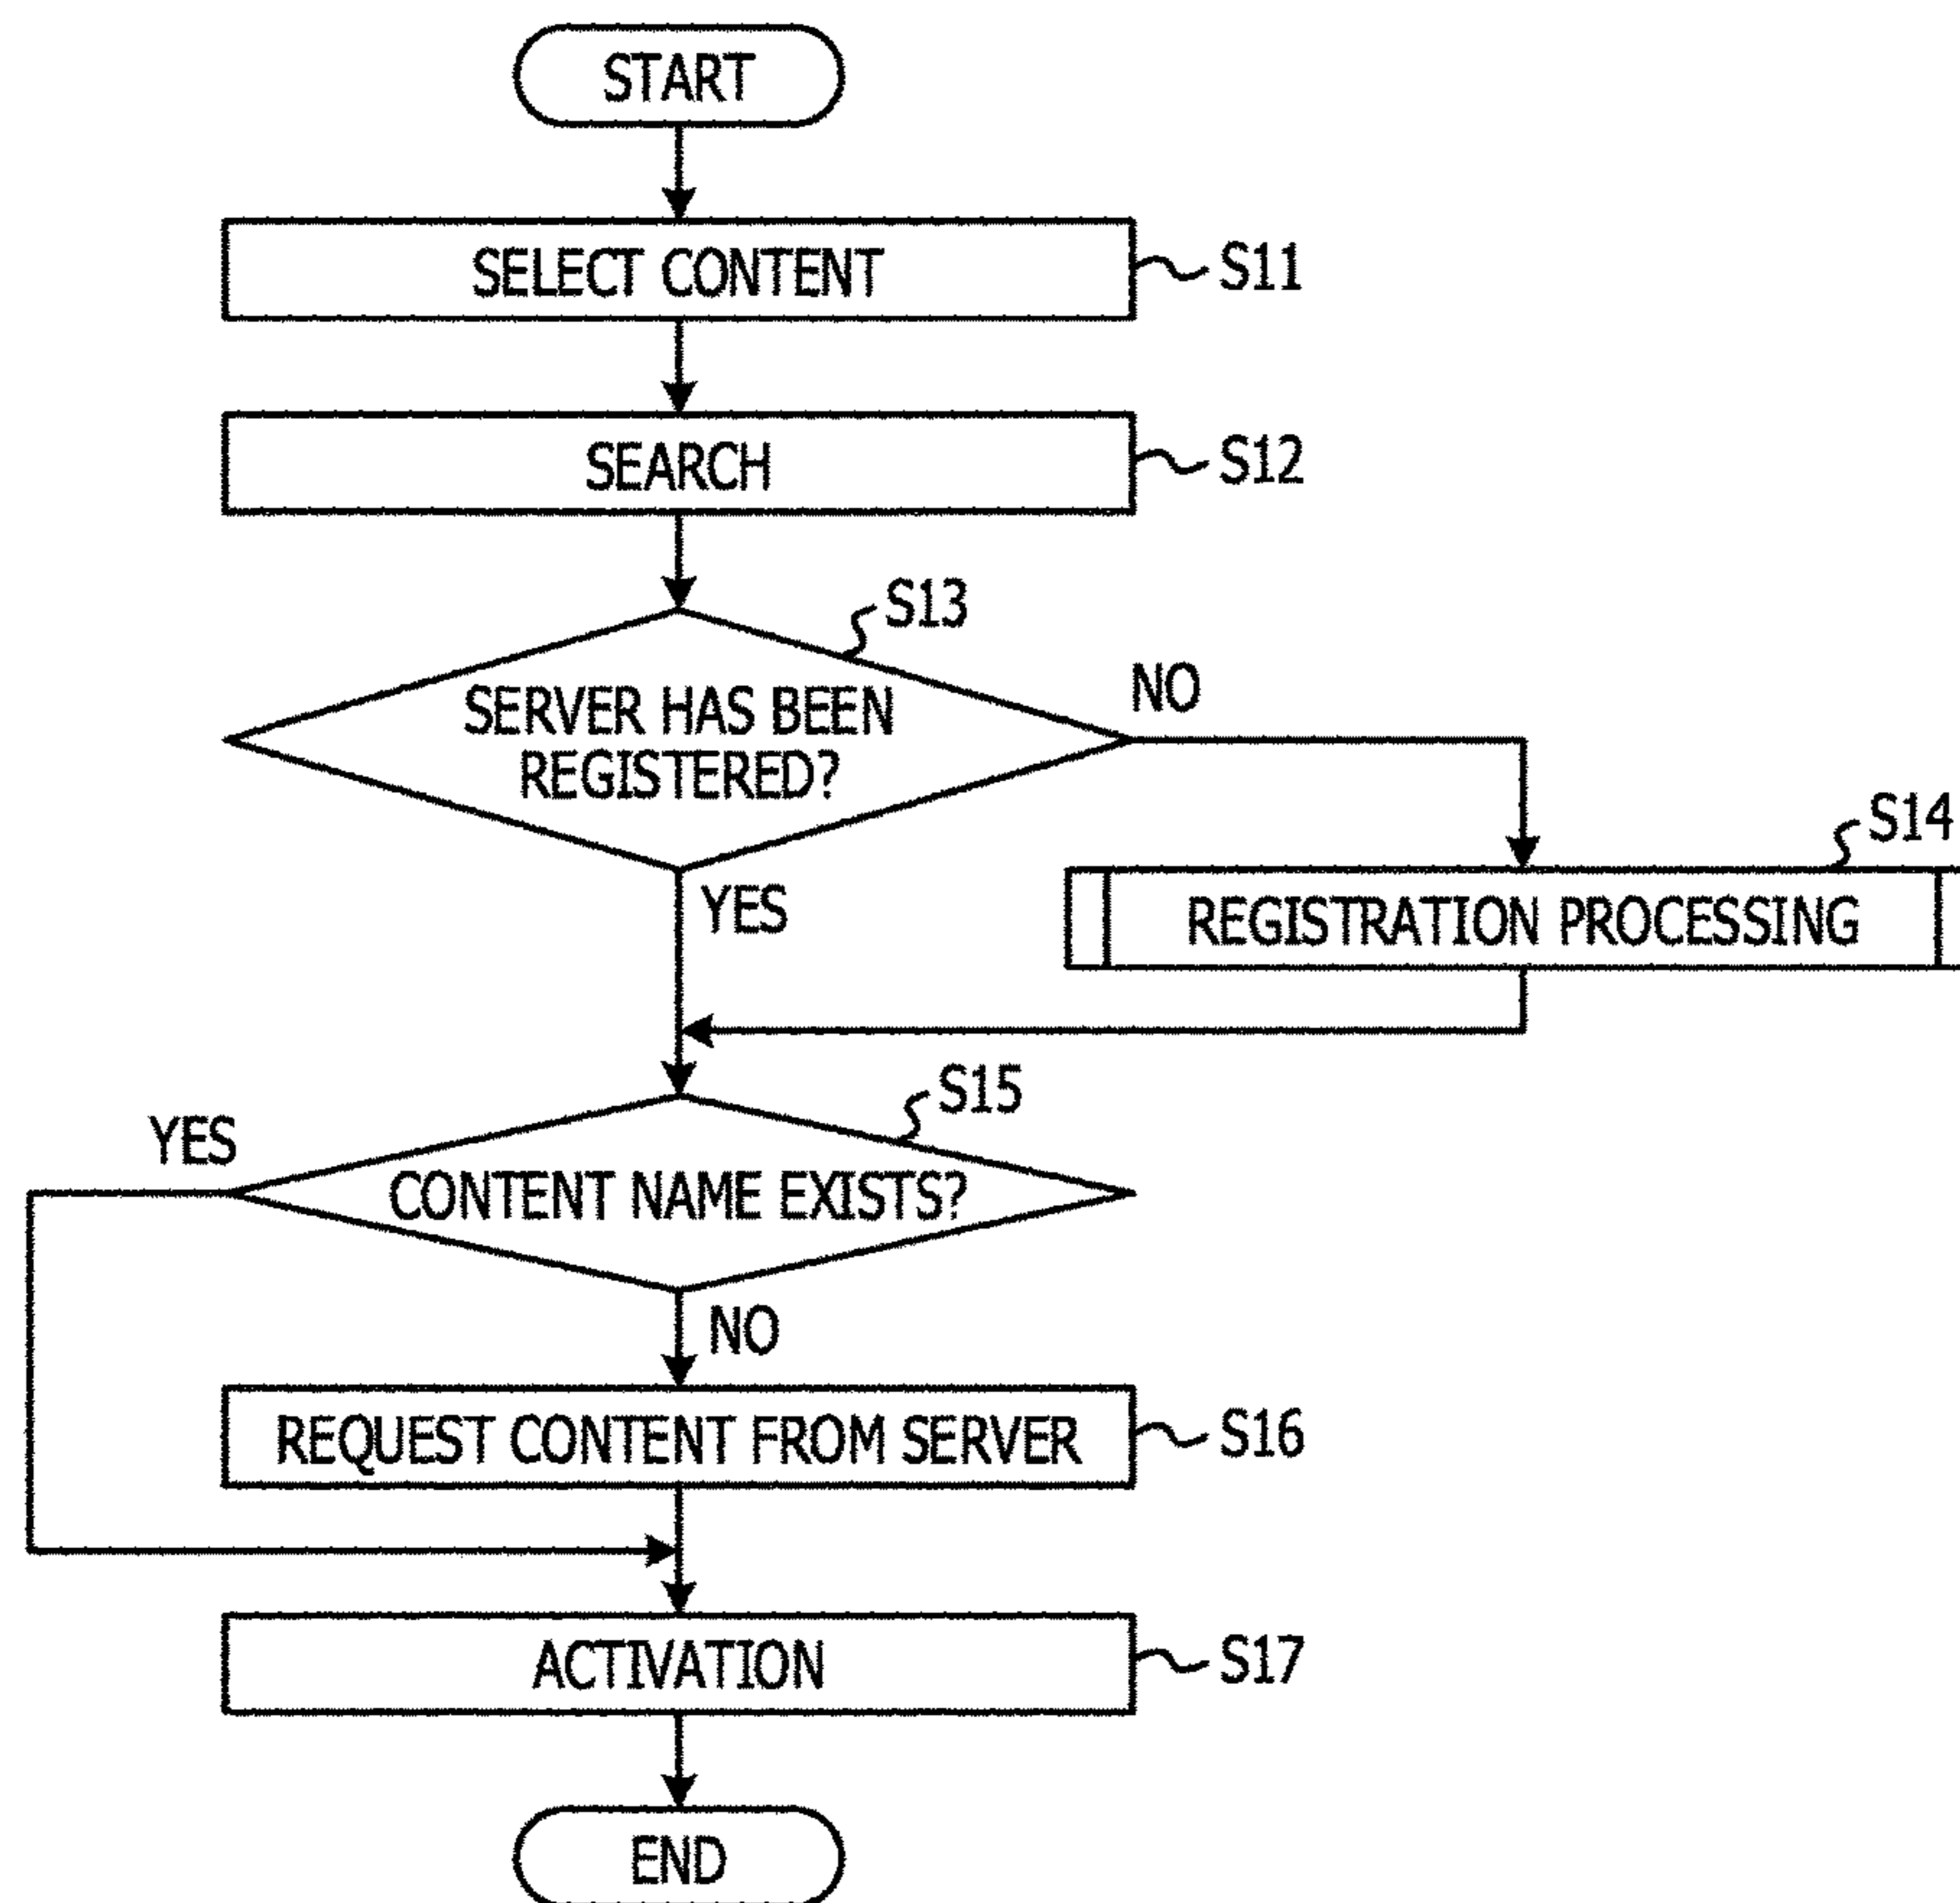 START
SELECT CONTENT
S11
SEARCH
S12
S13
SERVER HAS BEEN
REGISTERED?
NO
YES
S14
REGISTRATION PROCESSING
S15
YES
CONTENT NAME EXISTS?
NO
REQUEST CONTENT FROM SERVER
S16
ACTIVATION
S17
END